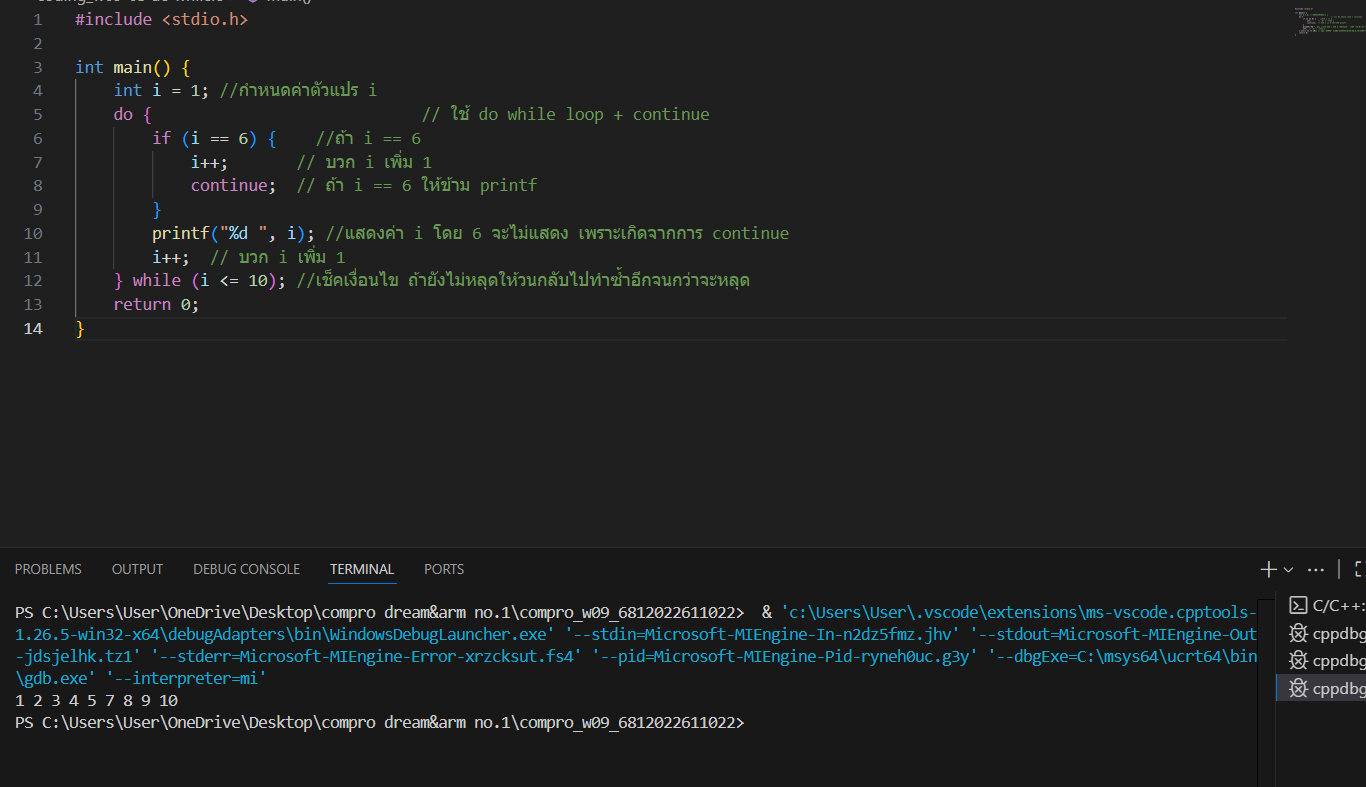 main()
1 #include <stdio.h>
2
3 int main() {
4 int i = 1; //กำหนดค่าตัวแปร i
5 do { // ใช้ do while loop + continue
6 if (i == 6) { //ถ้า i == 6
7 i++; // บวก i เพิ่ม 1
8 continue; // ถ้า i == 6 ให้ข้าม printf
9 }
10 printf("%d ", i); //แสดงค่า i โดย 6 จะไม่แสดง เพราะเกิดจากการ continue
11 i++; // บวก i เพิ่ม 1
12 } while (i <= 10); //เช็คเงื่อนไข ถ้ายังไม่หลุดให้วนกลับไปทำซ้ำอีกจนกว่าจะหลุด
13 return 0;
14 }
PROBLEMS OUTPUT DEBUG CONSOLE TERMINAL PORTS
PS C:\Users\User\OneDrive\Desktop\compro dream&arm no.1\compro_w09_6812022611022> & 'c:\Users\User\.vscode\extensions\ms-vscode.cpptools-
1.26.5-win32-x64\debugAdapters\bin\WindowsDebugLauncher.exe' '--stdin=Microsoft-MIEngine-In-n2dz5fmz.jhv' '--stdout=Microsoft-MIEngine-Out
-jdsjelhk.tz1' '--stderr=Microsoft-MIEngine-Error-xrzcksut.fs4' '--pid=Microsoft-MIEngine-Pid-ryneh0uc.g3y' '--dbgExe=C:\msys64\ucrt64\bin
\gdb.exe' '--interpreter=mi'
1 2 3 4 5 7 8 9 10
PS C:\Users\User\OneDrive\Desktop\compro dream&arm no.1\compro_w09_6812022611022>
C/C++:
cppdbg
cppdbg
cppdbg